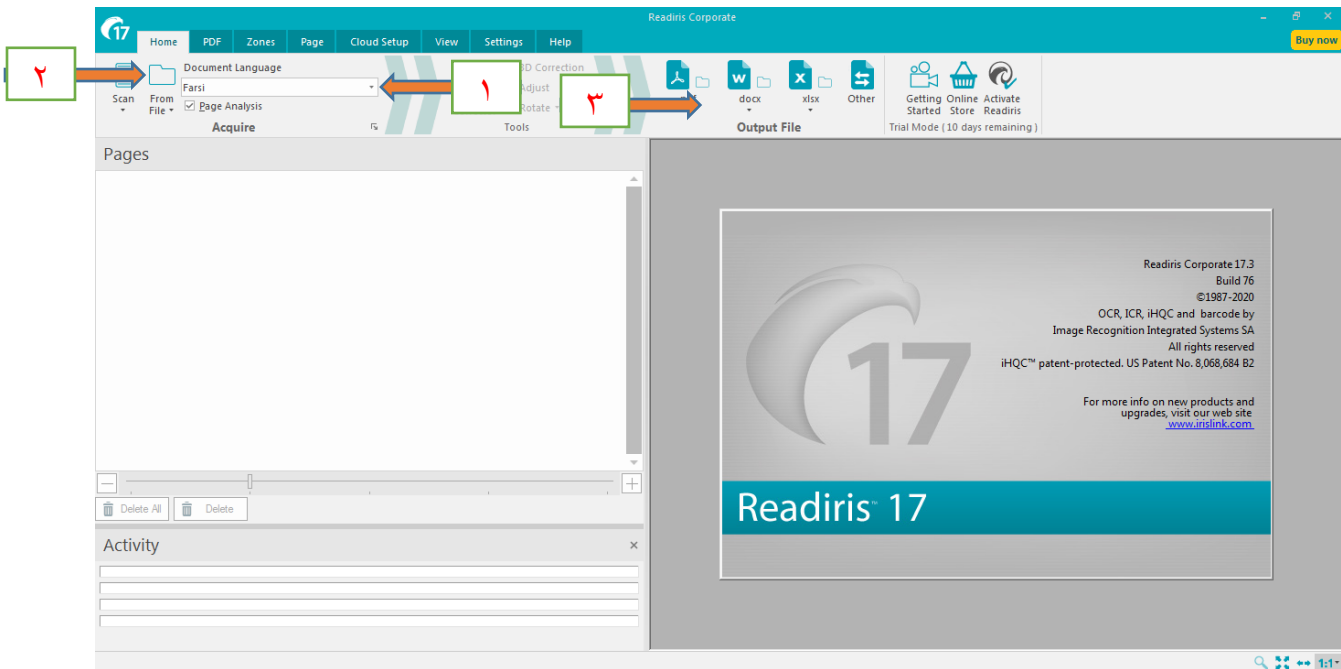 Readiris Corporate
17
Home PDF Zones Page Cloud Setup View Settings Help
Buy now
۲
Document Language
Farsi
Page Analysis
Scan
From File
Acquire
۱
3D Correction
Adjust
Rotate
Tools
۳
docx
xlsx
Other
Output File
Getting Started
Online Store
Activate Readiris
Trial Mode ( 10 days remaining )
Pages
Delete All
Delete
Activity
Readiris Corporate 17.3
Build 76
©1987-2020
OCR, ICR, iHQC and barcode by
Image Recognition Integrated Systems SA
All rights reserved
iHQC™ patent-protected. US Patent No. 8,068,684 B2
For more info on new products and
upgrades, visit our web site
www.irislink.com
17
Readiris™ 17
1:1